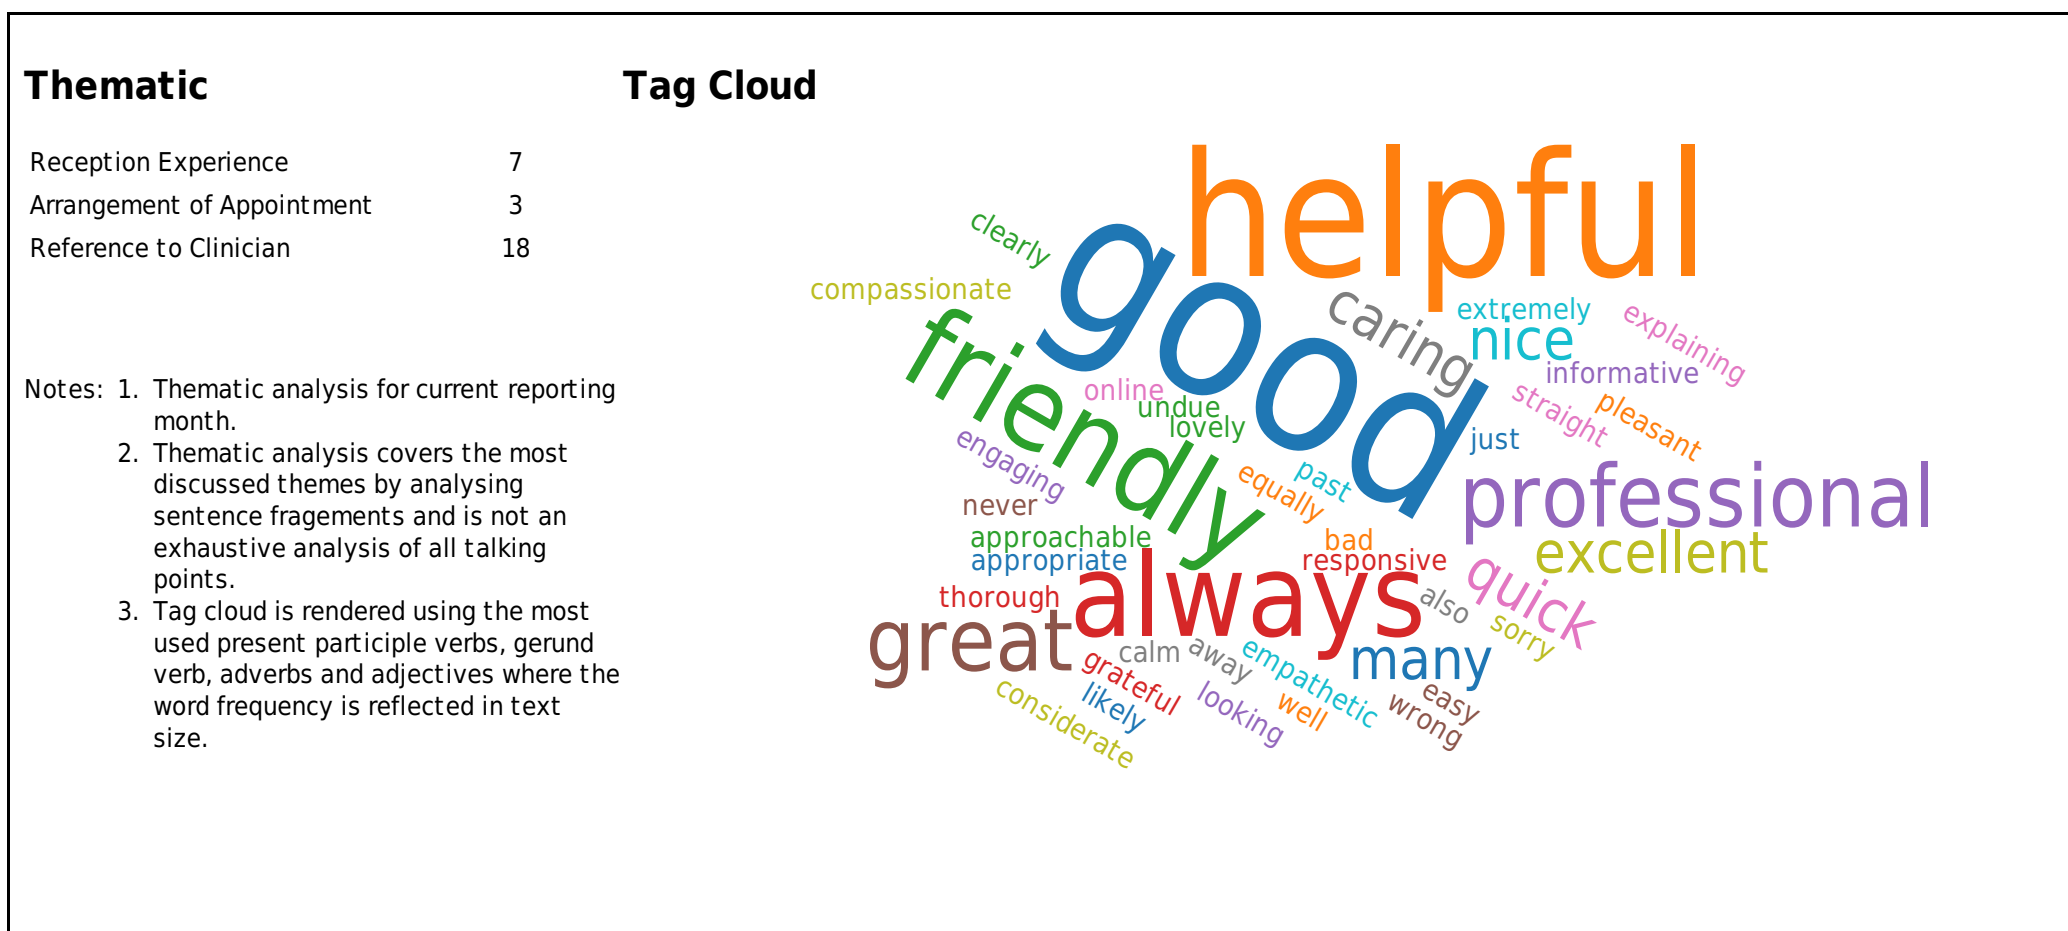 Thematic
Tag Cloud
Reception Experience 7
Arrangement of Appointment 3
Reference to Clinician 18
Notes: 1. Thematic analysis for current reporting
month.
2. Thematic analysis covers the most
discussed themes by analysing
sentence fragements and is not an
exhaustive analysis of all talking
points.
3. Tag cloud is rendered using the most
used present participle verbs, gerund
verb, adverbs and adjectives where the
word frequency is reflected in text
size.
helpful
clearly
good
compassionate
caring
extremely
explaining
nice
friendly
informative
online
undue
straight
pleasant
lovely
just
engaging
equally
past
professional
never
approachable
bad
excellent
appropriate
responsive
quick
always
thorough
also
great
sorry
calm
away
empathetic
many
grateful
easy
considerate
likely
looking
well
wrong